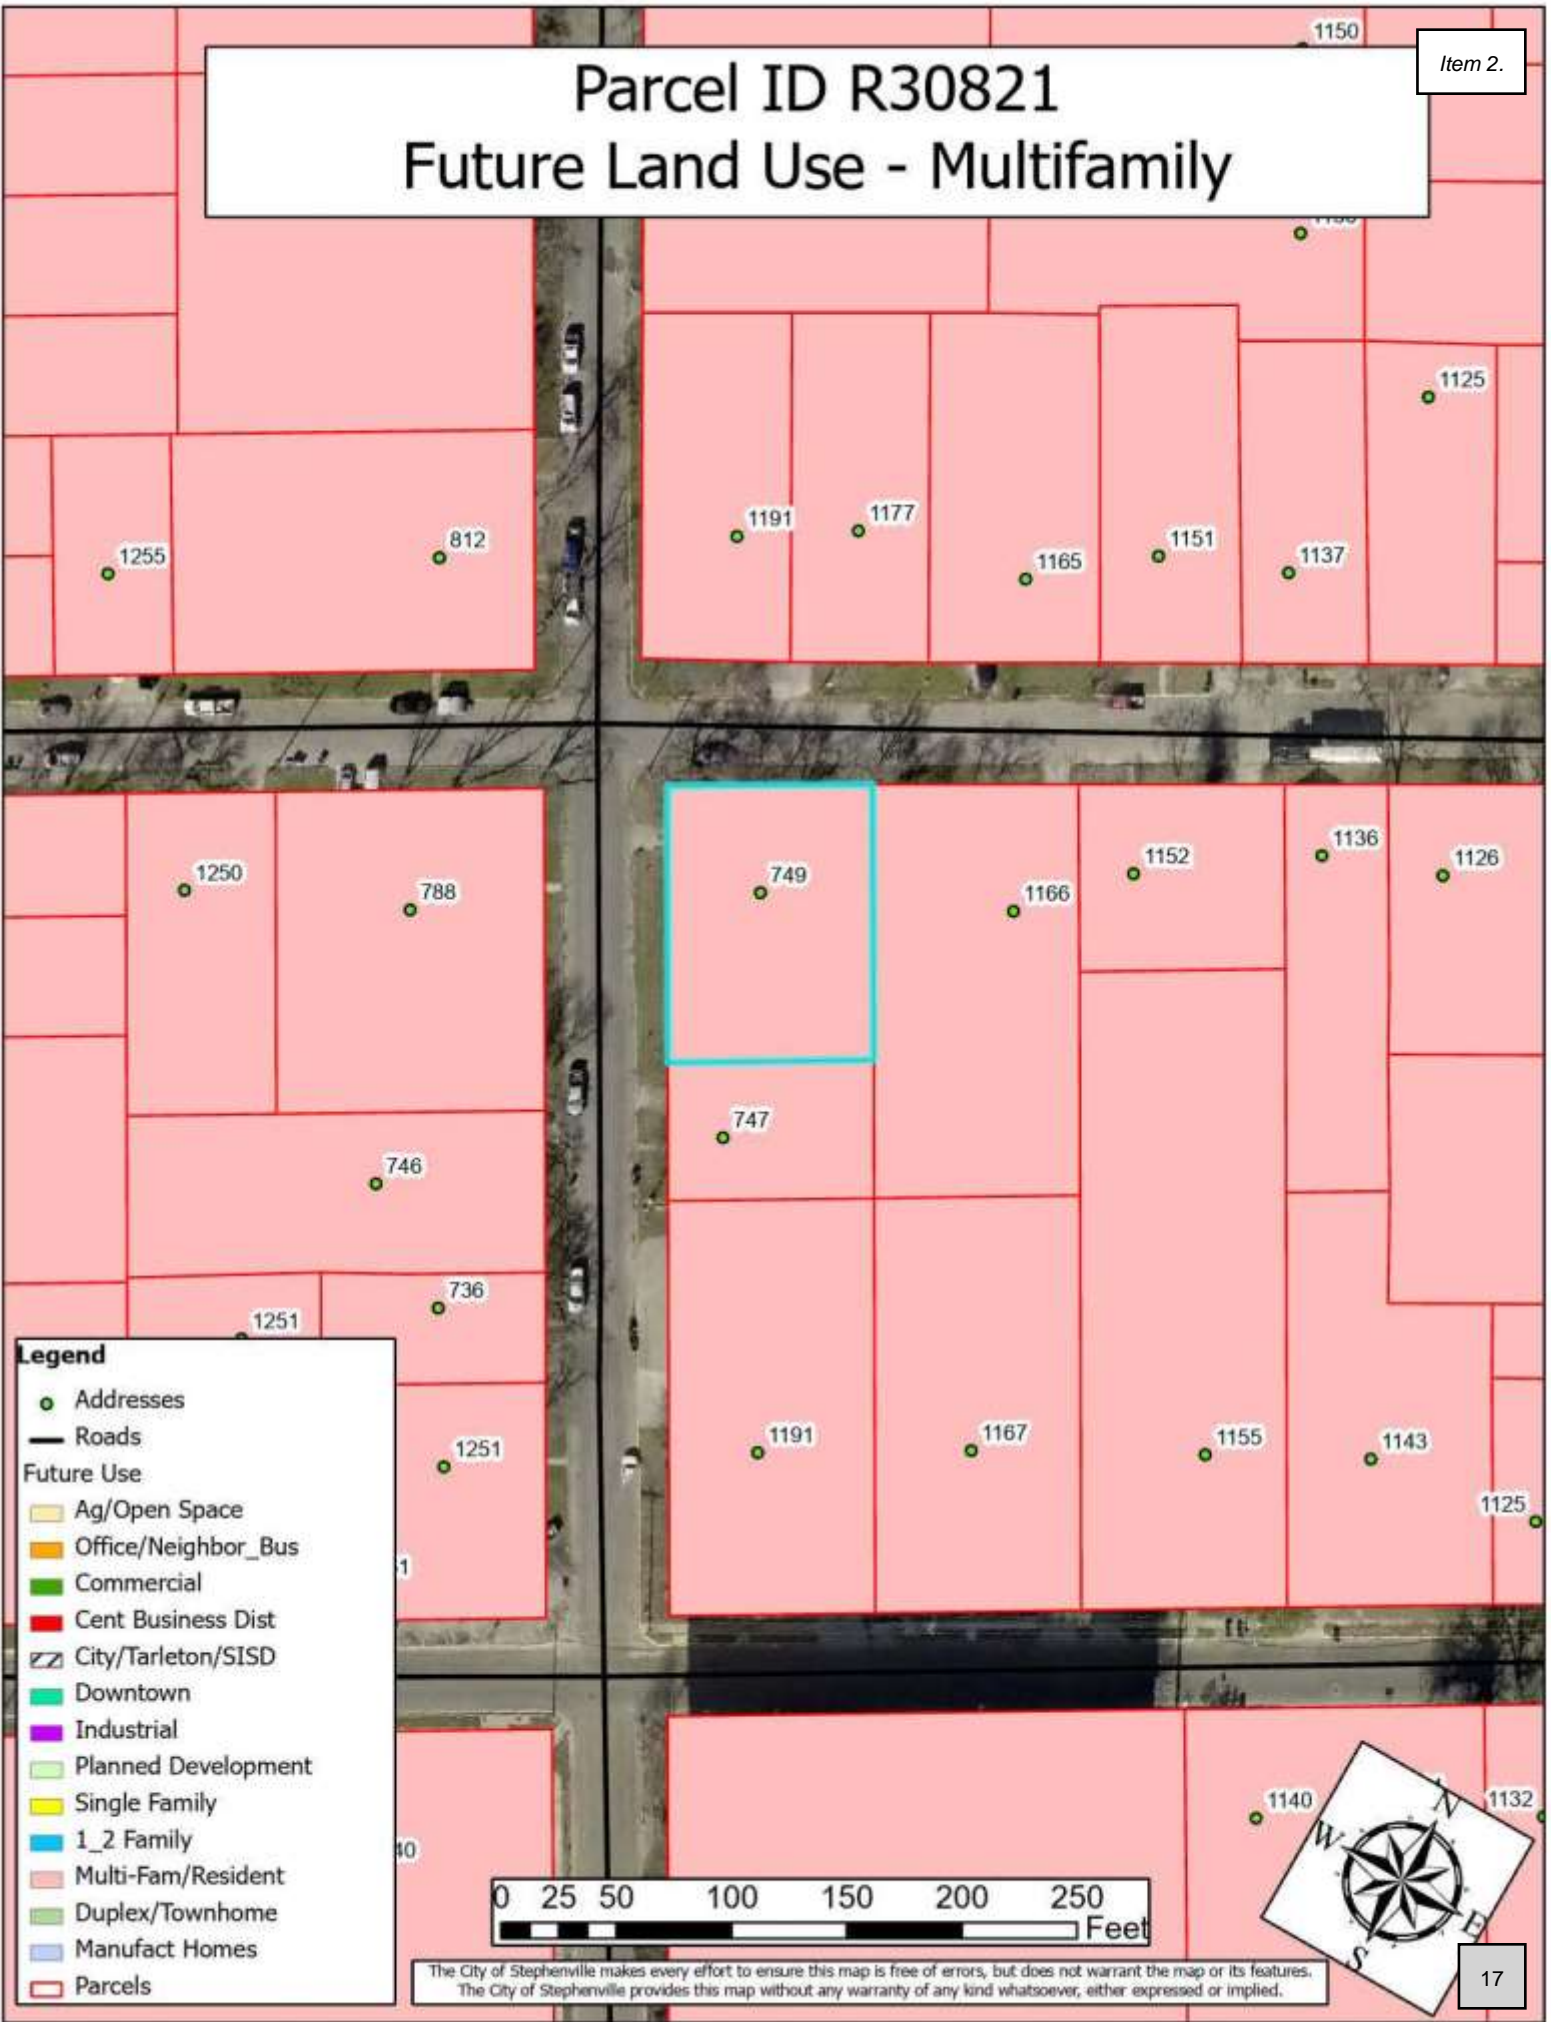 1150
Item 2.
Parcel ID R30821
Future Land Use - Multifamily
1125
1191
1177
1165
1151
1137
1255
812
1250
788
749
1166
1152
1136
1126
747
746
736
1251
1251
1191
1167
1155
1143
1125
1140
1132
Legend
Addresses
Roads
Future Use
Ag/Open Space
Office/Neighbor_Bus
Commercial
Cent Business Dist
City/Tarleton/SISD
Downtown
Industrial
Planned Development
Single Family
1_2 Family
Multi-Fam/Resident
Duplex/Townhome
Manufact Homes
Parcels
0 25 50 100 150 200 250
Feet
N
W
E
S
The City of Stephenville makes every effort to ensure this map is free of errors, but does not warrant the map or its features.
The City of Stephenville provides this map without any warranty of any kind whatsoever, either expressed or implied.
17